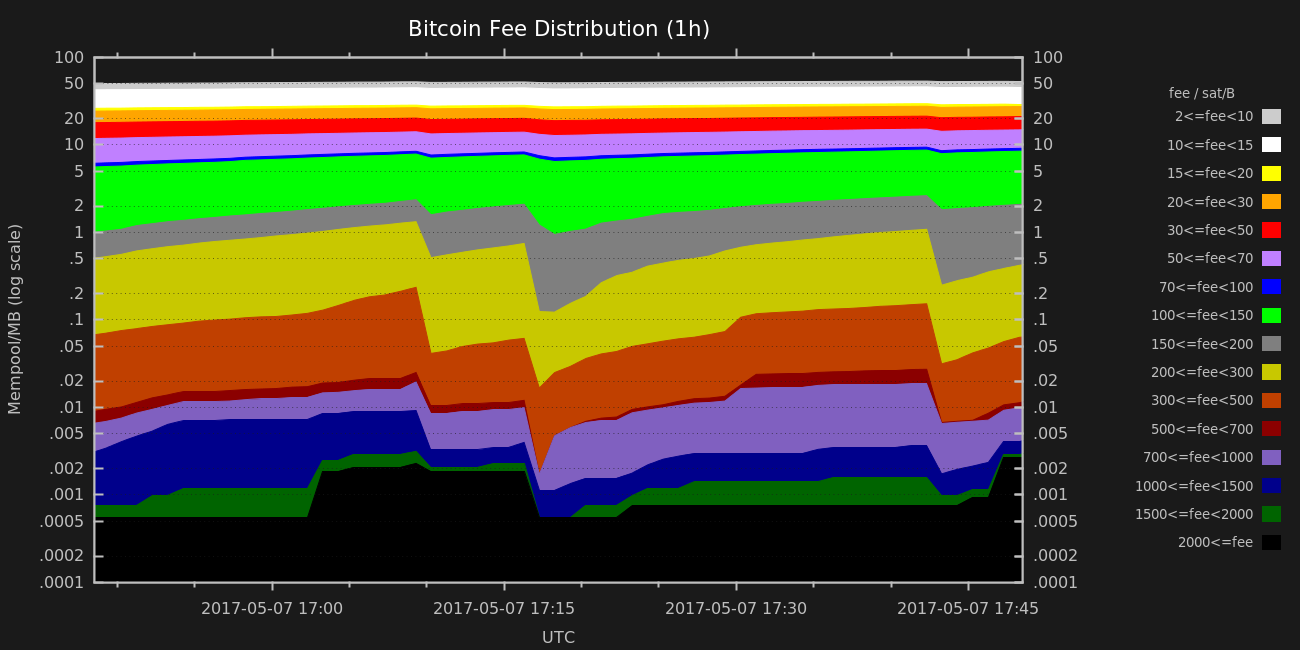 Bitcoin Fee Distribution (1h)
Mempool/MB (log scale)
100
50
20
10
5
2
1
.5
.2
.1
.05
.02
.01
.005
.002
.001
.0005
.0002
.0001
100
50
20
10
5
2
1
.5
.2
.1
.05
.02
.01
.005
.002
.001
.0005
.0002
.0001
2017-05-07 17:00 2017-05-07 17:15 2017-05-07 17:30 2017-05-07 17:45
UTC
fee / sat/B
2<=fee<10
10<=fee<15
15<=fee<20
20<=fee<30
30<=fee<50
50<=fee<70
70<=fee<100
100<=fee<150
150<=fee<200
200<=fee<300
300<=fee<500
500<=fee<700
700<=fee<1000
1000<=fee<1500
1500<=fee<2000
2000<=fee